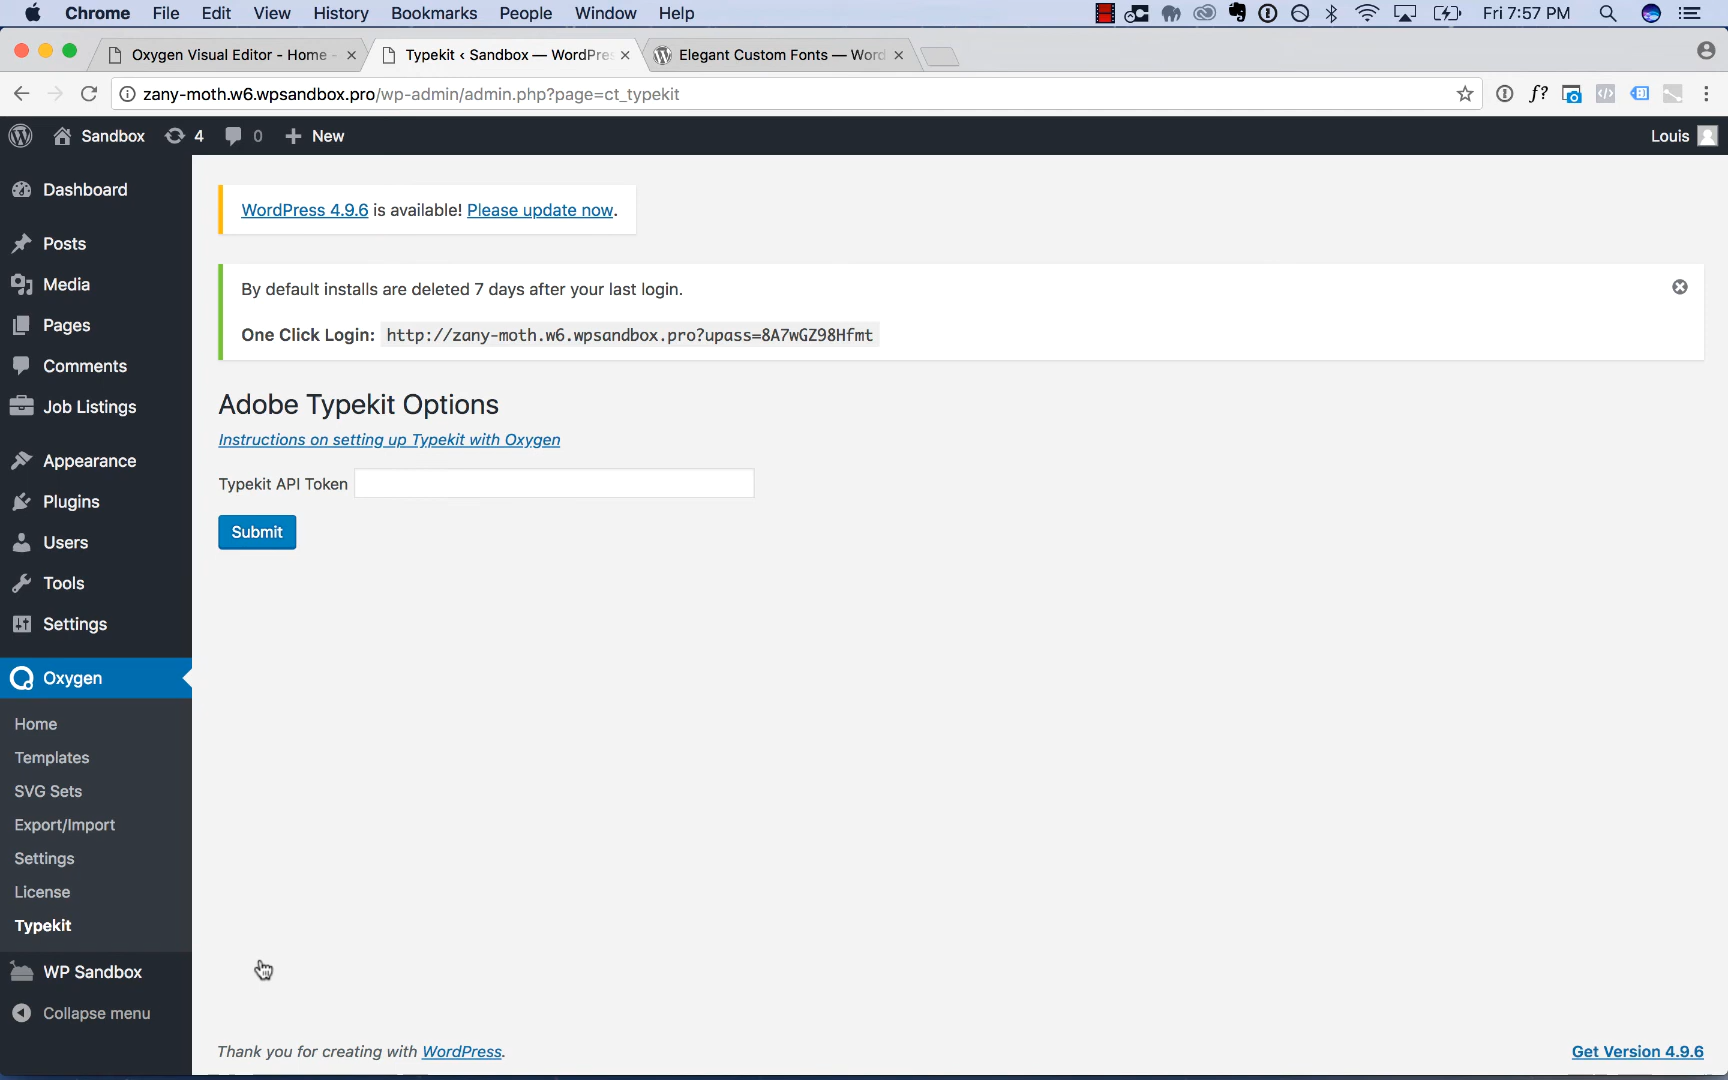 Chrome File Edit View History Bookmarks People Window Help Fri 7:57 PM
Oxygen Visual Editor - Home - Typekit ‹ Sandbox — WordPres Elegant Custom Fonts — Word
zany-moth.w6.wpsandbox.pro/wp-admin/admin.php?page=ct_typekit f?
Sandbox 4 0 New Louis
Dashboard
Posts
Media
Pages
Comments
Job Listings
Appearance
Plugins
Users
Tools
Settings
Oxygen
Home
Templates
SVG Sets
Export/Import
Settings
License
Typekit
WP Sandbox
Collapse menu
WordPress 4.9.6 is available! Please update now.
By default installs are deleted 7 days after your last login.
One Click Login: http://zany-moth.w6.wpsandbox.pro?upass=8A7wGZ98Hfmt
Adobe Typekit Options
Instructions on setting up Typekit with Oxygen
Typekit API Token
Submit
Thank you for creating with WordPress.
Get Version 4.9.6